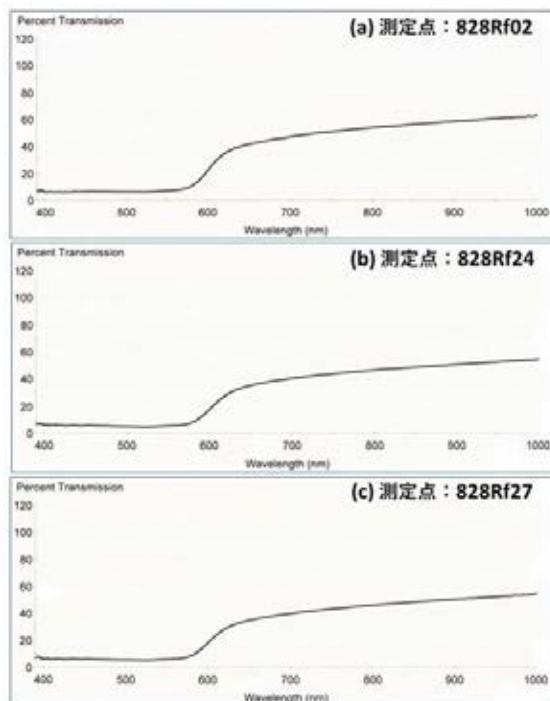 Percent Transmission
(a) 測定点：828Rf02
120
100
80
60
40
20
0
400 500 600 700 800 900 1000
Wavelength (nm)
Percent Transmission
(b) 測定点：828Rf24
120
100
80
60
40
20
0
400 500 600 700 800 900 1000
Wavelength (nm)
Percent Transmission
(c) 測定点：828Rf27
120
100
80
60
40
20
0
400 500 600 700 800 900 1000
Wavelength (nm)